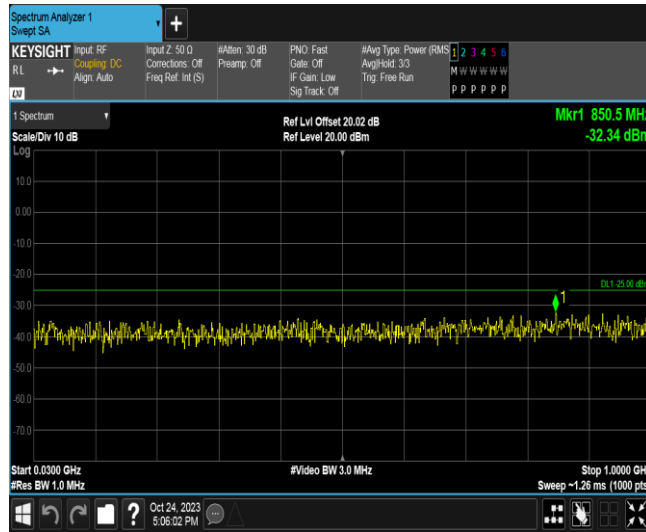 Spectrum Analyzer 1
Swept SA
KEYSIGHT
RL
LXI
Input: RF
Coupling: DC
Align: Auto
Input Z: 50 Ω
Corrections: Off
Freq Ref: Int (S)
#Atten: 30 dB
Preamp: Off
PNO: Fast
Gate: Off
IF Gain: Low
Sig Track: Off
#Avg Type: Power (RMS
Avg|Hold: 3/3
Trig: Free Run
1 2 3 4 5 6
M W W W W W
P P P P P P
1 Spectrum
Scale/Div 10 dB
Log
Ref Lvl Offset 20.02 dB
Ref Level 20.00 dBm
Mkr1 850.5 MHz
-32.34 dBm
10.0
0.00
-10.0
-20.0
DL1 -25.00 dBm
1
-30.0
-40.0
-50.0
-60.0
-70.0
Start 0.0300 GHz
#Video BW 3.0 MHz
Stop 1.0000 GH
#Res BW 1.0 MHz
Sweep ~1.26 ms (1000 pts
?
Oct 24, 2023
5:06:02 PM